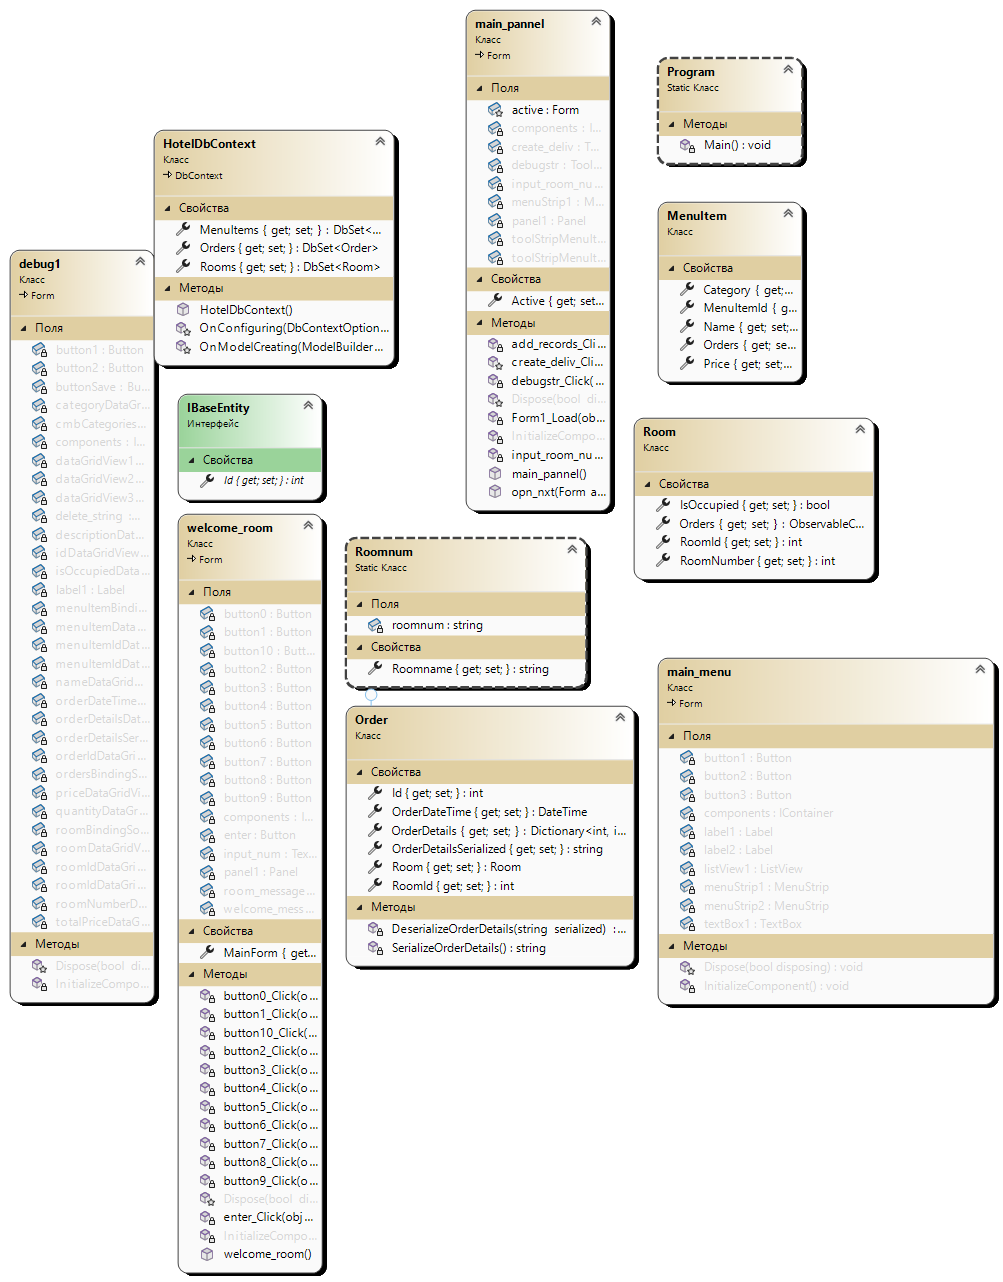 main_pannel
Класс
Form
Поля
active : Form
components : I...
create_deliv : T...
debugstr : Tool...
input_room_nu...
menuStrip1 : M...
panel1 : Panel
toolStripMenuIt...
toolStripMenuIt...
Свойства
Active { get; set...
Методы
add_records_Cli...
create_deliv_Cl...
debugstr_Click(...
Dispose(bool di...
Form1_Load(ob...
InitializeCompo...
input_room_nu...
main_pannel()
opn_nxt(Form a...
Program
Static Класс
Методы
Main() : void
HotelDbContext
Класс
DbContext
Свойства
MenuItems { get; set; } : DbSet<...
Orders { get; set; } : DbSet<Order>
Rooms { get; set; } : DbSet<Room>
Методы
HotelDbContext()
OnConfiguring(DbContextOption...
OnModelCreating(ModelBuilder...
MenuItem
Класс
Свойства
Category { get;...
MenuItemId { g...
Name { get; set;...
Orders { get; se...
Price { get; set;...
debug1
Класс
Form
Поля
button1 : Button
button2 : Button
buttonSave : Bu...
categoryDataGr...
cmbCategories...
components : I...
dataGridView1...
dataGridView2...
dataGridView3...
delete_string :...
descriptionDat...
idDataGridView...
isOccupiedData...
label1 : Label
menuItemBindi...
menuItemData...
menuItemIdDat...
menuItemIdDat...
nameDataGrid...
orderDateTime...
orderDetailsDat...
orderDetailsSer...
orderIdDataGri...
ordersBindingS...
priceDataGridVi...
quantityDataGr...
roomBindingSo...
roomDataGridV...
roomIdDataGri...
roomIdDataGri...
roomNumberD...
totalPriceDataG...
Методы
Dispose(bool di...
InitializeCompo...
IBaseEntity
Интерфейс
Свойства
Id { get; set; } : int
Room
Класс
Свойства
IsOccupied { get; set; } : bool
Orders { get; set; } : ObservableC...
RoomId { get; set; } : int
RoomNumber { get; set; } : int
welcome_room
Класс
Form
Поля
button0 : Button
button1 : Button
button10 : Butt...
button2 : Button
button3 : Button
button4 : Button
button5 : Button
button6 : Button
button7 : Button
button8 : Button
button9 : Button
components : I...
enter : Button
input_num : Tex...
panel1 : Panel
room_message...
welcome_mess...
Свойства
MainForm { get...
Методы
button0_Click(o...
button1_Click(o...
button10_Click(...
button2_Click(o...
button3_Click(o...
button4_Click(o...
button5_Click(o...
button6_Click(o...
button7_Click(o...
button8_Click(o...
button9_Click(o...
Dispose(bool di...
enter_Click(obj...
InitializeCompo...
welcome_room()
Roomnum
Static Класс
Поля
roomnum : string
Свойства
Roomname { get; set; } : string
Order
Класс
Свойства
Id { get; set; } : int
OrderDateTime { get; set; } : DateTime
OrderDetails { get; set; } : Dictionary<int, i...
OrderDetailsSerialized { get; set; } : string
Room { get; set; } : Room
RoomId { get; set; } : int
Методы
DeserializeOrderDetails(string serialized) :...
SerializeOrderDetails() : string
main_menu
Класс
Form
Поля
button1 : Button
button2 : Button
button3 : Button
components : IContainer
label1 : Label
label2 : Label
listView1 : ListView
menuStrip1 : MenuStrip
menuStrip2 : MenuStrip
textBox1 : TextBox
Методы
Dispose(bool disposing) : void
InitializeComponent() : void